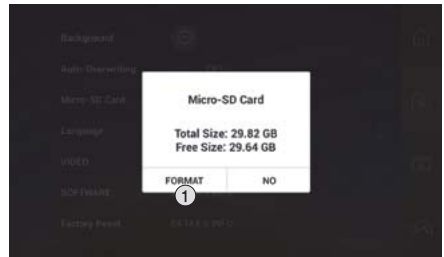 Background
Auto Overwriting
Micro-SD Card
Language
VIDEO
SOFTWARE
Factory Reset
Micro-SD Card
Total Size: 29.82 GB
Free Size: 29.64 GB
FORMAT NO
1